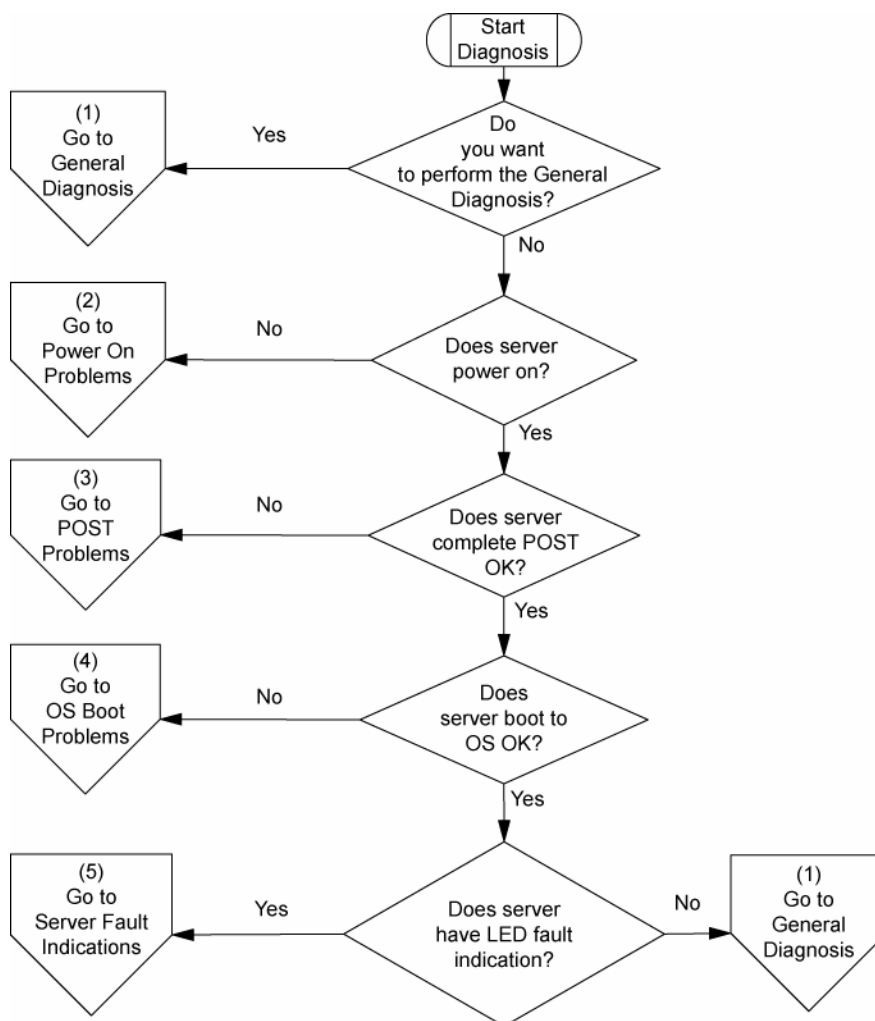 Start
Diagnosis
(1)
Go to
General
Diagnosis
Yes
Do
you want
to perform the General
Diagnosis?
No
(2)
Go to
Power On
Problems
No
Does server
power on?
Yes
(3)
Go to
POST
Problems
No
Does server
complete POST
OK?
Yes
(4)
Go to
OS Boot
Problems
No
Does
server boot to
OS OK?
Yes
(5)
Go to
Server Fault
Indications
Yes
Does server
have LED fault
indication?
No
(1)
Go to
General
Diagnosis